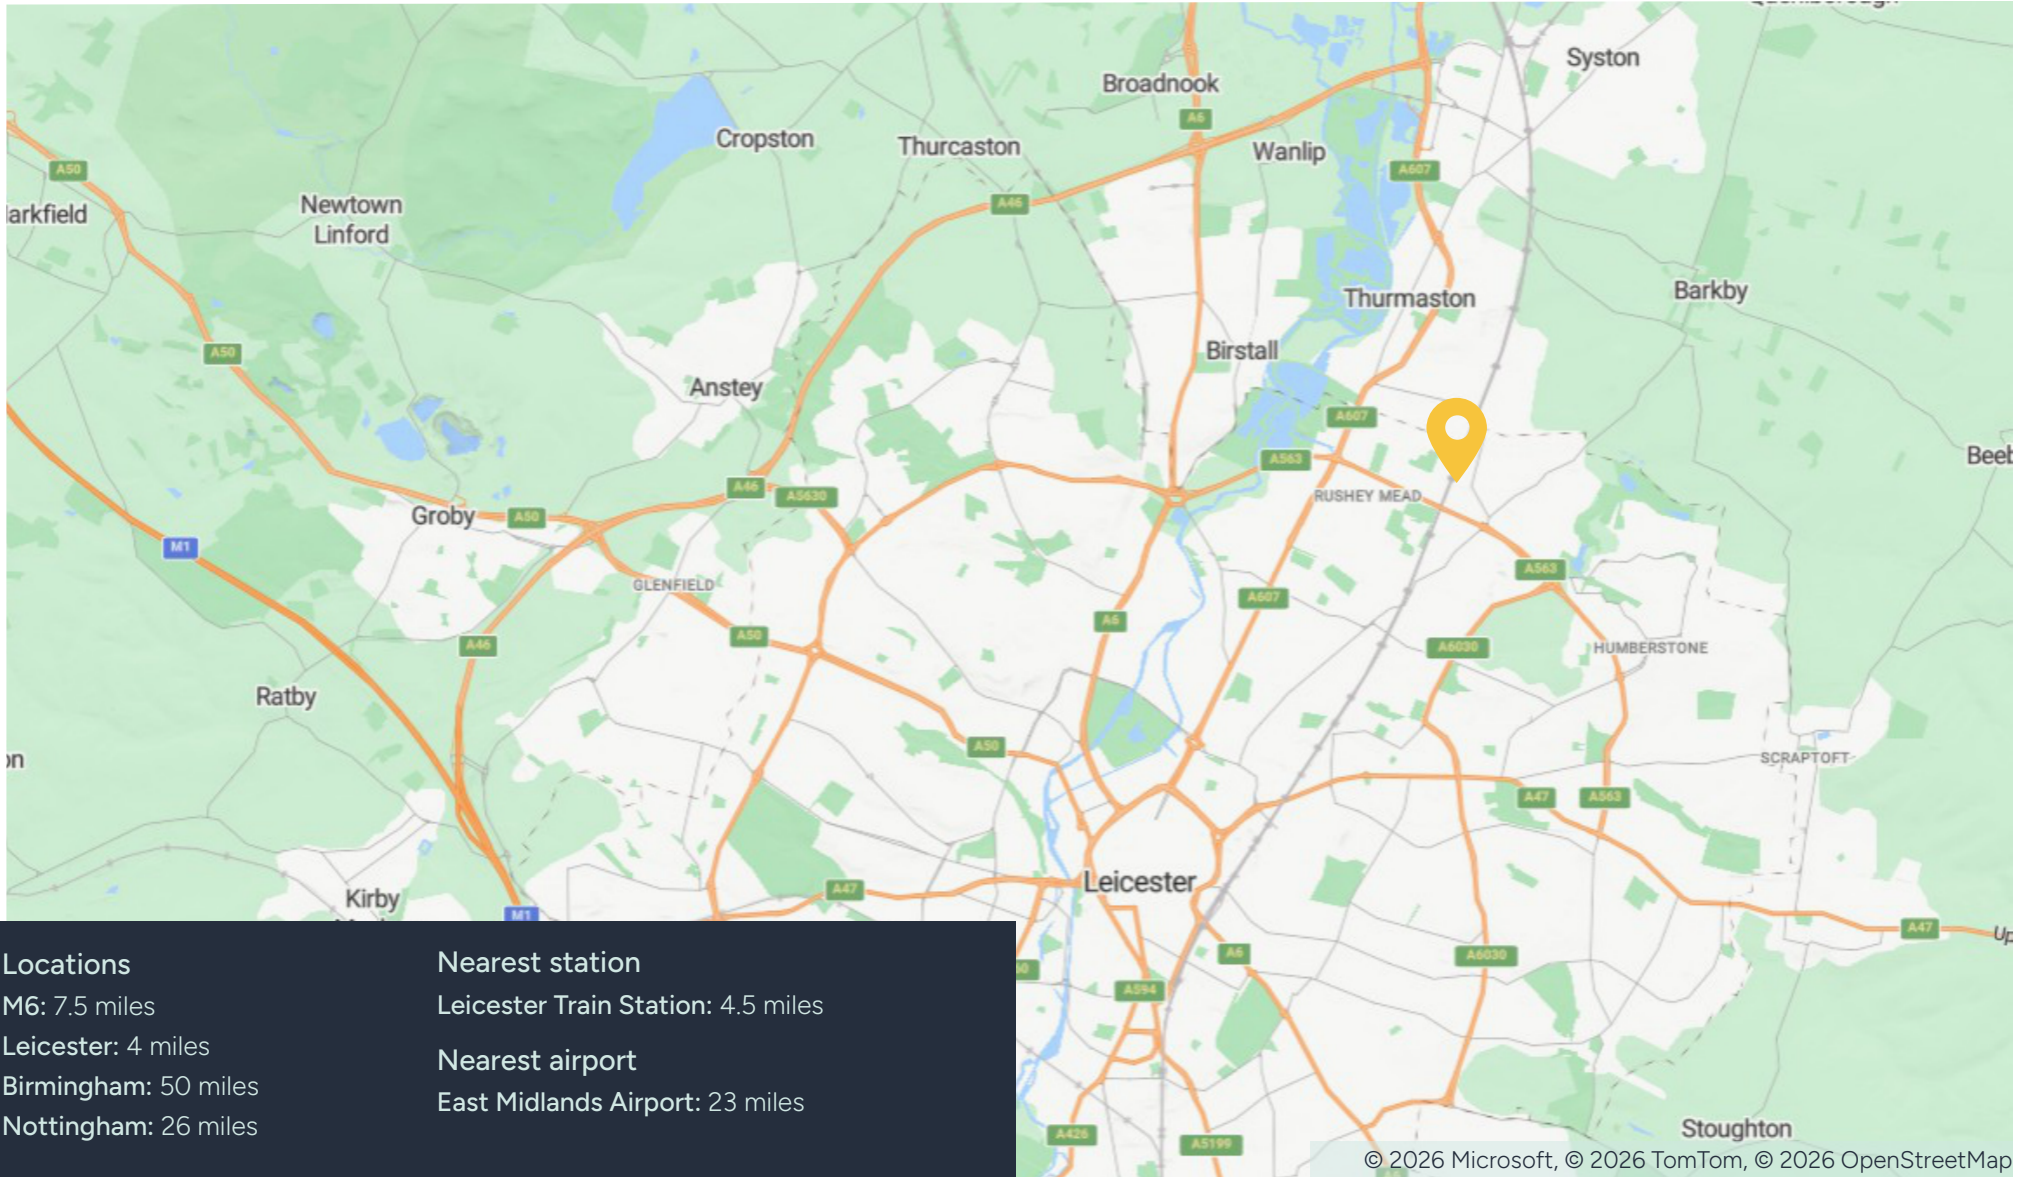 Syston
Broadnook
A6
Cropston
Thurcaston
Wanlip
A50
A607
Newtown
Linford
A46
arkfield
Barkby
Thurmaston
Birstall
A50
Anstey
A607
A563
Beeb
A46
A5630
RUSHEY MEAD
Groby
A50
M1
A563
GLENFIELD
A607
A6
A50
A46
A6030
HUMBERSTONE
Ratby
A50
SCRAPTOFT
on
A47
A563
Leicester
A47
Kirby
M1
A47
Up
A6
A6030
60
A594
Stoughton
A426
A5199
Locations
M6: 7.5 miles
Leicester: 4 miles
Birmingham: 50 miles
Nottingham: 26 miles
Nearest station
Leicester Train Station: 4.5 miles
Nearest airport
East Midlands Airport: 23 miles
© 2026 Microsoft, © 2026 TomTom, © 2026 OpenStreetMap